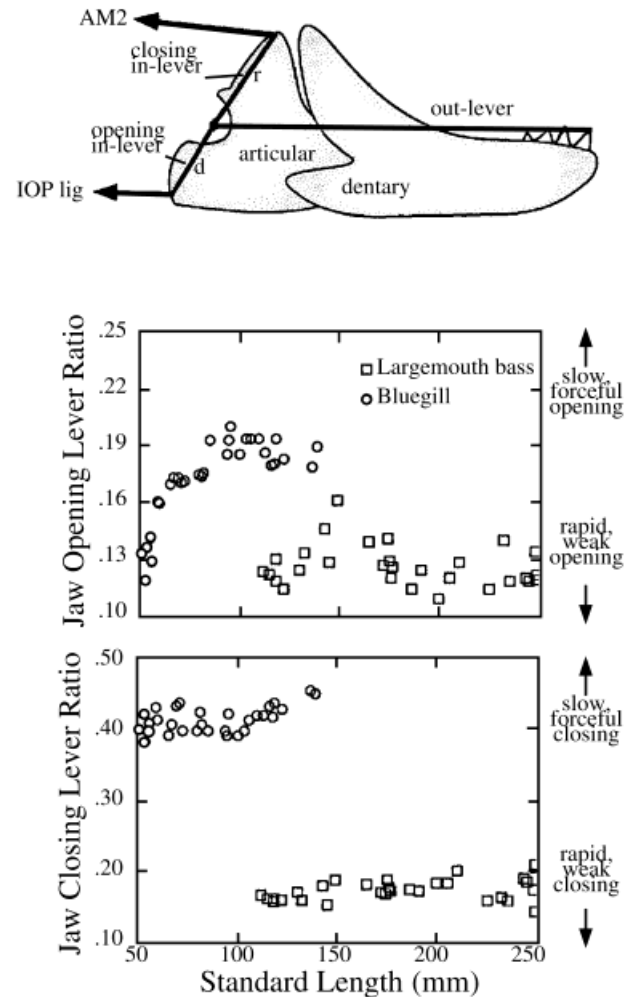 AM2
closing
in-lever
r
out-lever
opening
in-lever
d
articular
dentary
IOP lig
Jaw Opening Lever Ratio
.25
.22
.19
.16
.13
.10
Largemouth bass
Bluegill
slow,
forceful
opening
rapid,
weak
opening
Jaw Closing Lever Ratio
.50
.40
.30
.20
.10
slow,
forceful
closing
rapid,
weak
closing
50 100 150 200 250
Standard Length (mm)